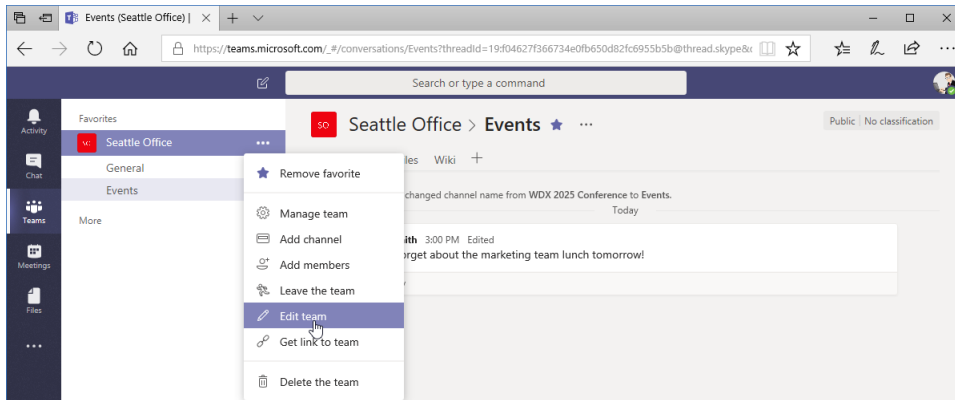 Events (Seattle Office) |
https://teams.microsoft.com/_#/conversations/Events?threadId=19:f04627f366734e0fb650d82fc6955b5b@thread.skype&c
Search or type a command
Activity
Chat
Teams
Meetings
Files
Favorites
SO Seattle Office
General
Events
More
Remove favorite
Manage team
Add channel
Add members
Leave the team
Edit team
Get link to team
Delete the team
SO Seattle Office > Events
Public | No classification
les Wiki
changed channel name from WDX 2025 Conference to Events.
Today
ith 3:00 PM Edited
orget about the marketing team lunch tomorrow!